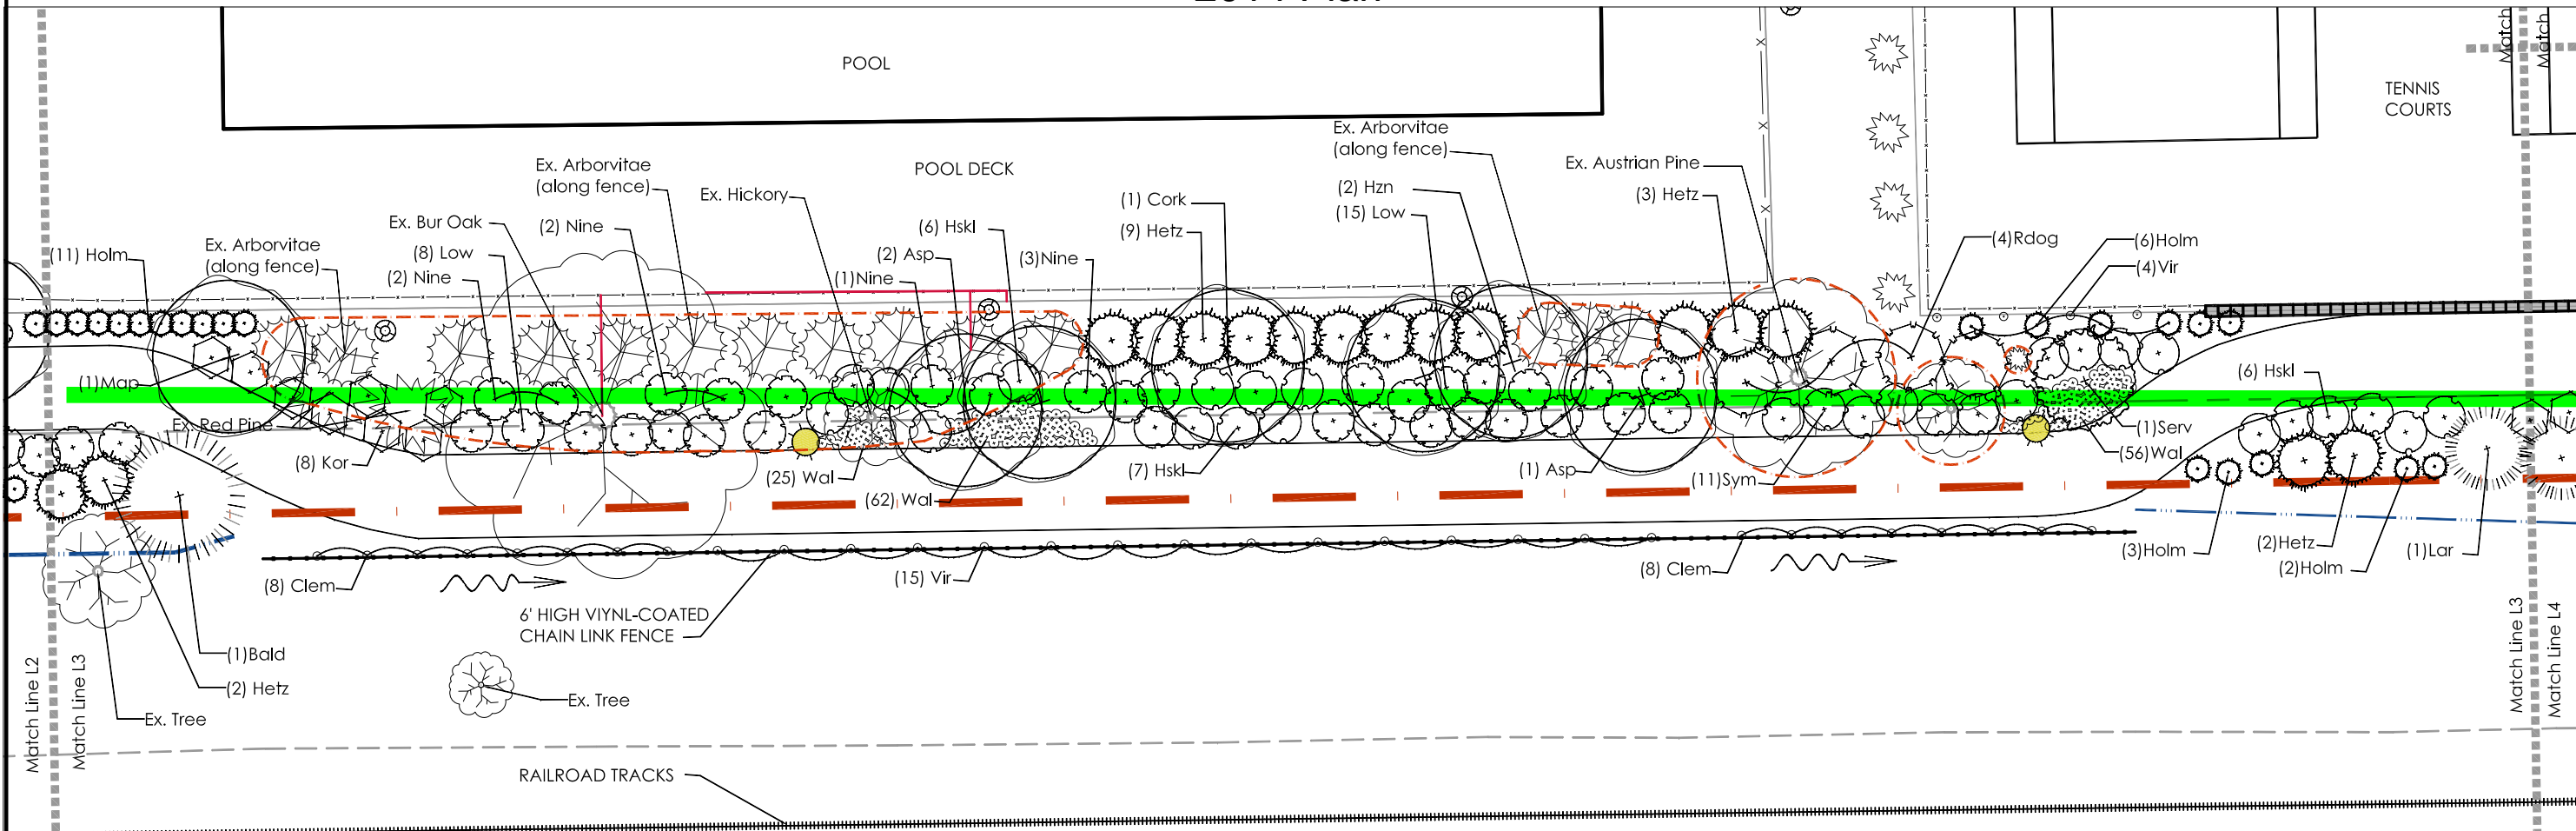 POOL
Match
Match
TENNIS
COURTS
Ex. Arborvitae
(along fence)
Ex. Arborvitae
(along fence)
POOL DECK
Ex. Austrian Pine
Ex. Hickory
(2) Hzn
(3) Hetz
(1) Cork
(15) Low
Ex. Bur Oak
(2) Nine
(6) Hskl
(9) Hetz
Ex. Arborvitae
(along fence)
(8) Low
(2) Asp
(3)Nine
(4)Rdog
(6)Holm
(11) Holm
(2) Nine
(1)Nine
(4)Vir
(1)Map
(6) Hskl
Ex. Red Pine
(1)Serv
(8) Kor
(25) Wal
(62) Wal
(7) Hskl
(1) Asp
(11)Sym
(56)Wal
(3)Holm
(2)Hetz
(2)Holm
(1)Lar
(8) Clem
(15) Vir
(8) Clem
6' HIGH VIYNL-COATED
CHAIN LINK FENCE
(1)Bald
(2) Hetz
Ex. Tree
Ex. Tree
Match Line L2
Match Line L3
Match Line L3
Match Line L4
RAILROAD TRACKS